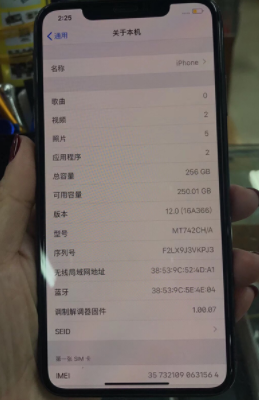 2:25
通用
关于本机
名称 iPhone
歌曲 0
视频 2
照片 5
应用程序 2
总容量 256 GB
可用容量 250.01 GB
版本 12.0 (16A366)
型号 MT742CH/A
序列号 F2LX9J3VKPJ3
无线局域网地址 38:53:9C:52:4D:A1
蓝牙 38:53:9C:5E:4E:04
调制解调器固件 1.00.07
SEID
IMEI 35 732109 063156 4